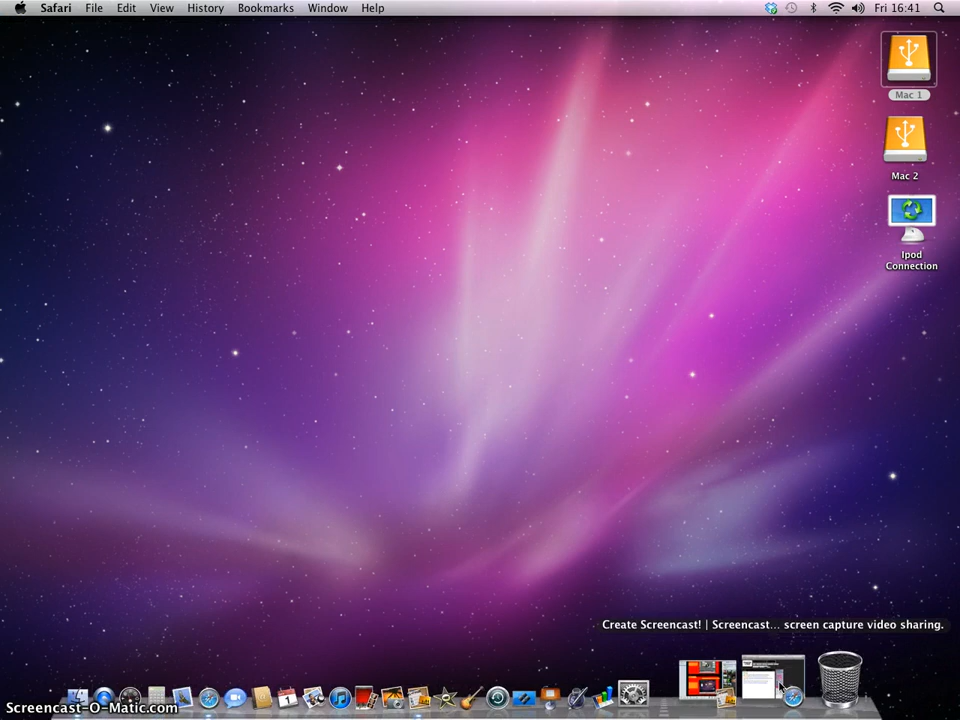 Safari File Edit View History Bookmarks Window Help Fri 16:41
Mac 1
Mac 2
Ipod
Connection
Create Screencast! | Screencast... screen capture video sharing.
Screencast-O-Matic.com